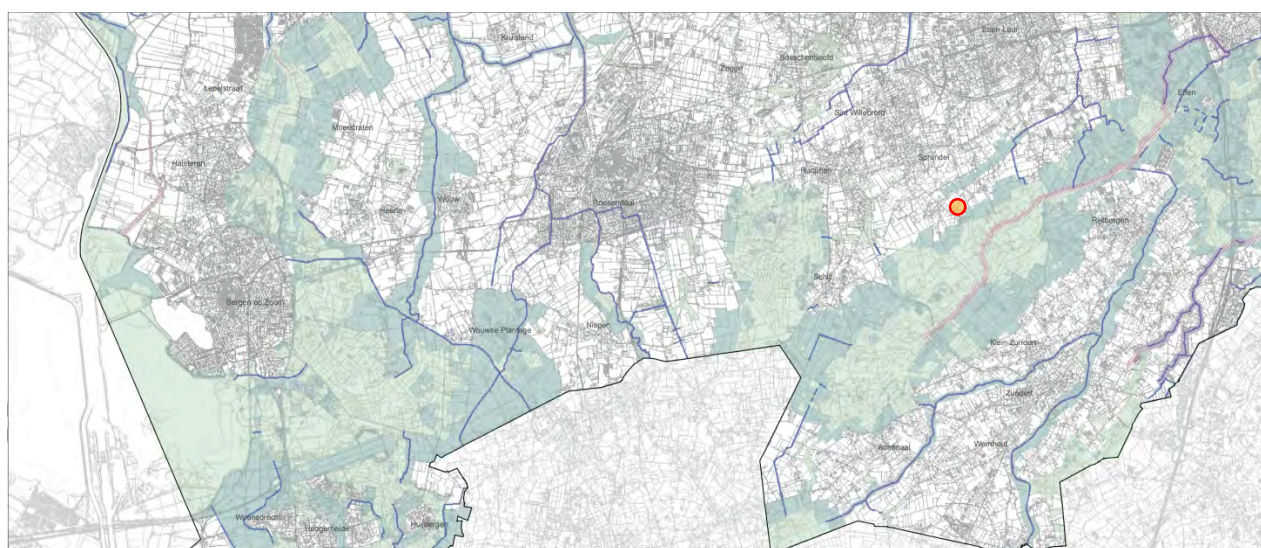 Kruisland
Etten-Leur
Bosschenhoofd
Zegge
Lepelstraat
Effen
Sint Willebrord
Moerstraten
Sprundel
Halsteren
Rucphen
Wouw
Heerle
Roosendaal
Rijsbergen
Schijf
Bergen op Zoom
Nispen
Wouwse Plantage
Klein Zundert
Zundert
Achtmaal
Wernhout
Woensdrecht
Hoogerheide
Huijbergen